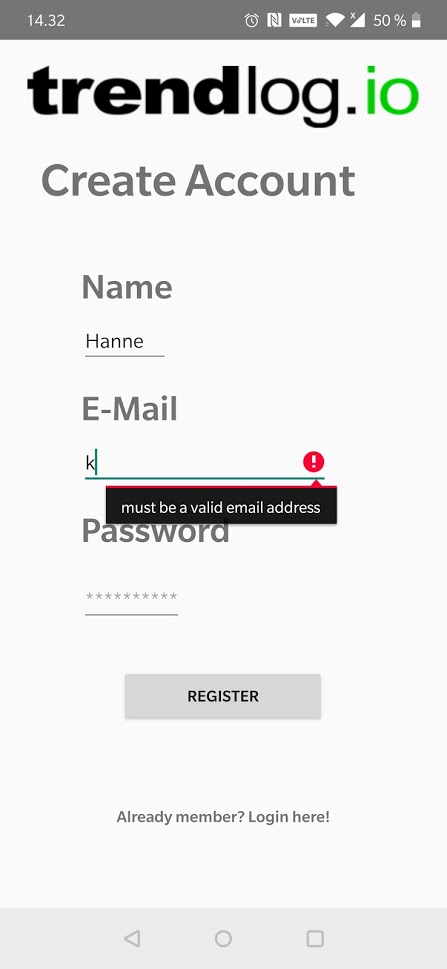 14.32
VoLTE
x
50 %
trendlog.io
Create Account
Name
Hanne
E-Mail
k
must be a valid email address
Password
**********
REGISTER
Already member? Login here!